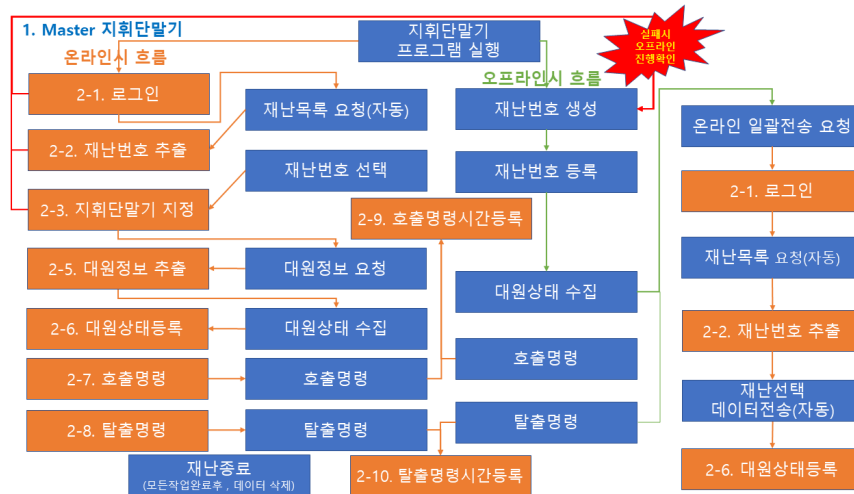 1. Master 지휘단말기
지휘단말기
프로그램 실행
실패시
오프라인
진행확인
온라인시 흐름
오프라인시 흐름
2-1. 로그인
재난목록 요청(자동)
재난번호 생성
온라인 일괄전송 요청
2-2. 재난번호 추출
재난번호 선택
재난번호 등록
2-1. 로그인
2-3. 지휘단말기 지정
2-9. 호출명령시간등록
재난목록 요청(자동)
2-5. 대원정보 추출
대원정보 요청
대원상태 수집
2-6. 대원상태등록
대원상태 수집
2-2. 재난번호 추출
2-7. 호출명령
호출명령
호출명령
재난선택
데이터전송(자동)
2-8. 탈출명령
탈출명령
탈출명령
재난종료
(모든작업완료후 , 데이터 삭제)
2-10. 탈출명령시간등록
2-6. 대원상태등록